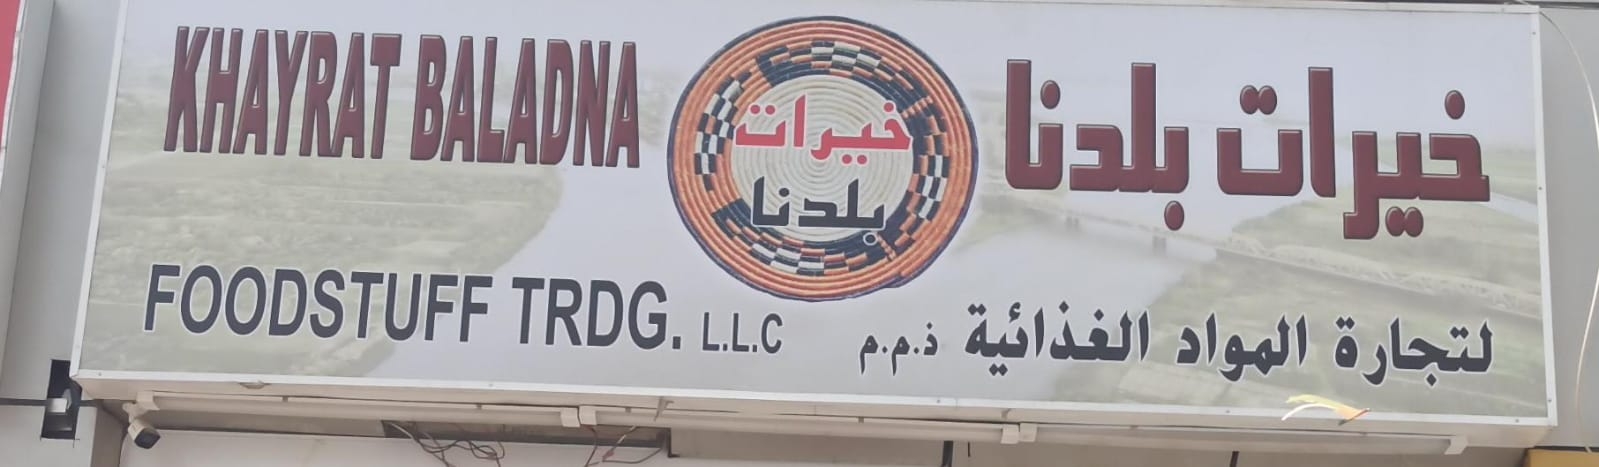 KHAYRAT BALADNA
خيرات
بلدنا
خيرات بلدنا
FOODSTUFF TRDG. L.L.C
لتجارة المواد الغذائية ذ.م.م